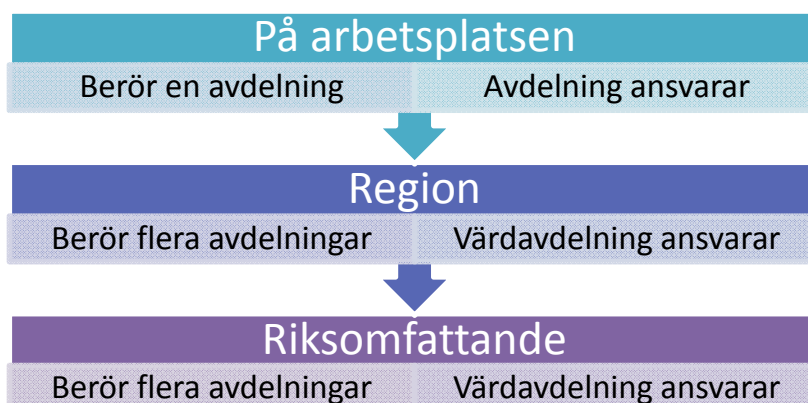 På arbetsplatsen
Berör en avdelning
Avdelning ansvarar
Region
Berör flera avdelningar
Värdavdelning ansvarar
Riksomfattande
Berör flera avdelningar
Värdavdelning ansvarar